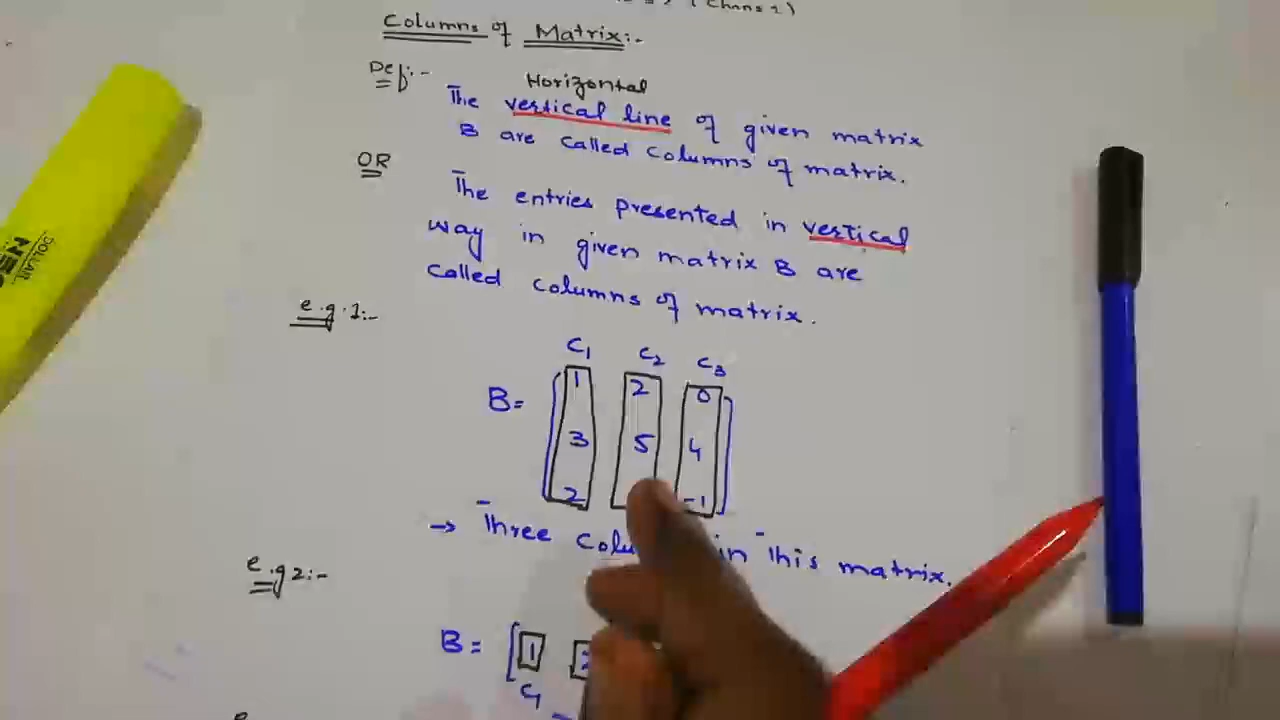 Columns of Matrix:-
Def:-
Horizontal
The vertical line of given matrix
B are called columns of matrix.
OR
The entries presented in vertical
way in given matrix B are
called columns of matrix.
e.g.1:-
C1 C2 C3
B=
1 2 0
3 5 4
2 -1
→ Three in This matrix.
e.g2:-
B= [ 1
C1
DOLLAR